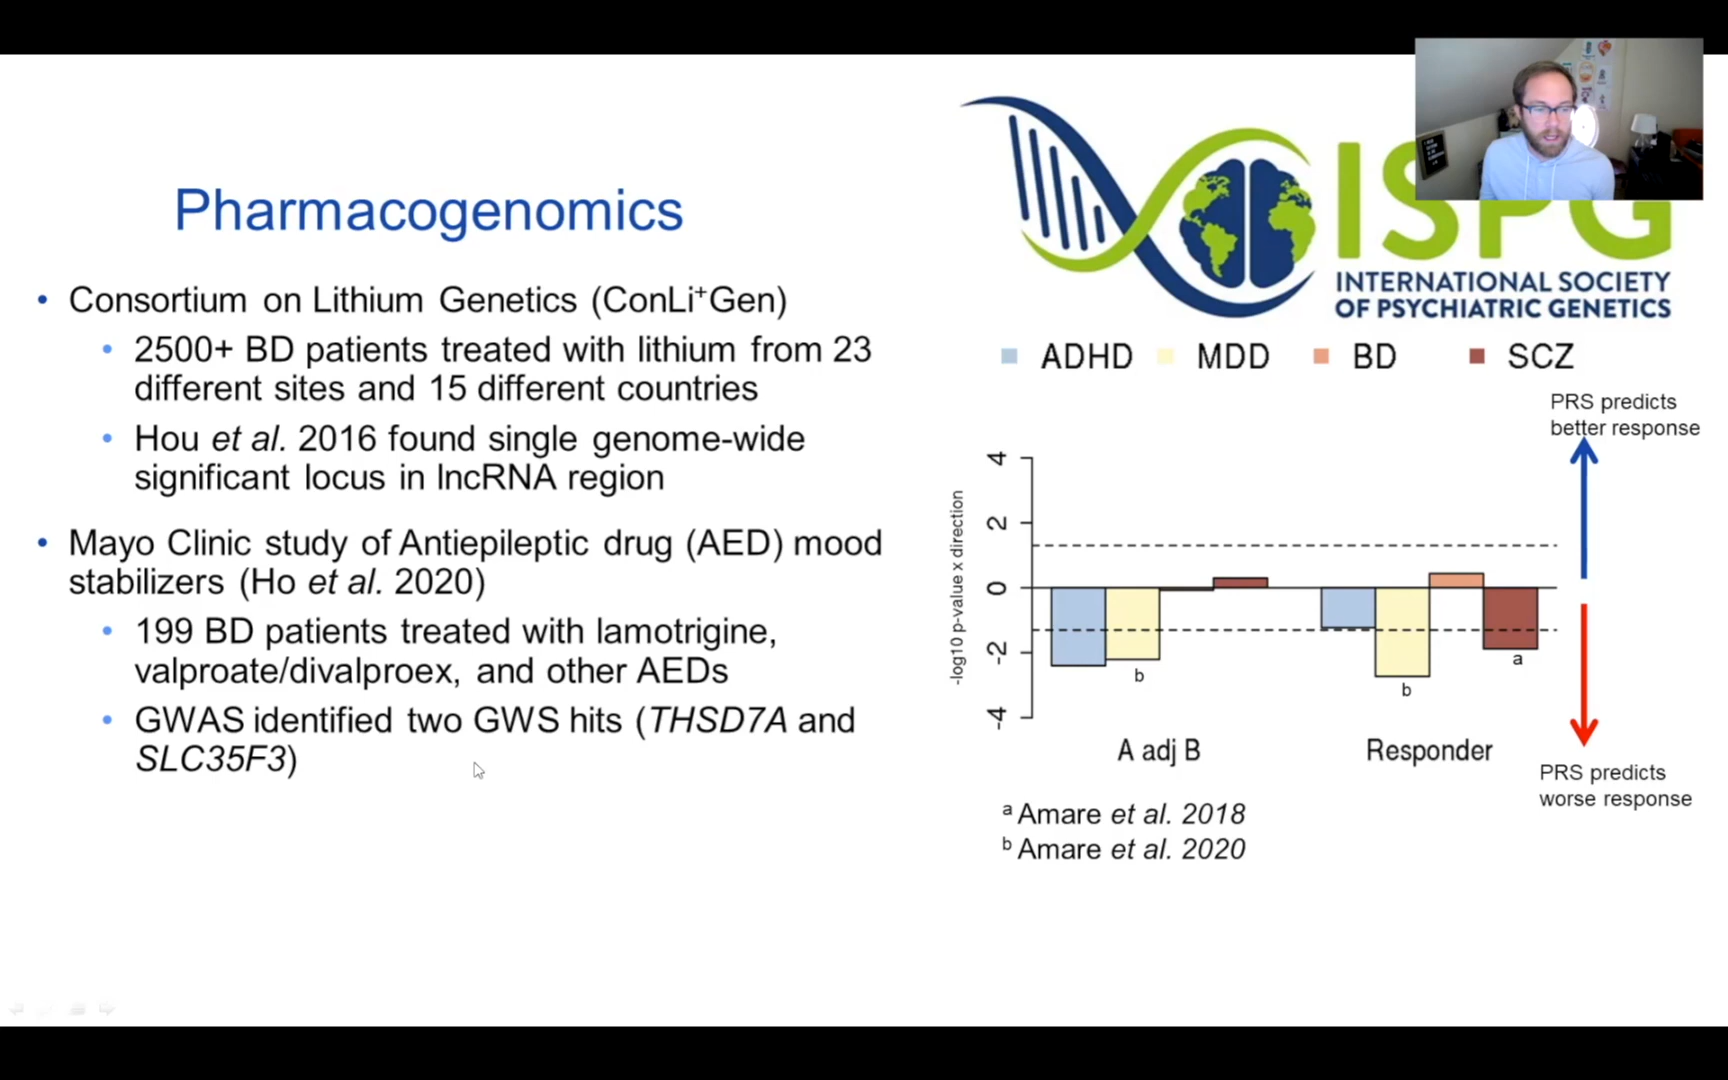 Pharmacogenomics
• Consortium on Lithium Genetics (ConLi⁺Gen)
• 2500+ BD patients treated with lithium from 23
different sites and 15 different countries
• Hou et al. 2016 found single genome-wide
significant locus in lncRNA region
• Mayo Clinic study of Antiepileptic drug (AED) mood
stabilizers (Ho et al. 2020)
• 199 BD patients treated with lamotrigine,
valproate/divalproex, and other AEDs
• GWAS identified two GWS hits (THSD7A and
SLC35F3)
ISPG
INTERNATIONAL SOCIETY
OF PSYCHIATRIC GENETICS
ADHD MDD BD SCZ
PRS predicts
better response
-log10 p-value x direction
4
2
0
-2
-4
b
b
a
A adj B Responder
PRS predicts
worse response
ᵃ Amare et al. 2018
ᵇ Amare et al. 2020